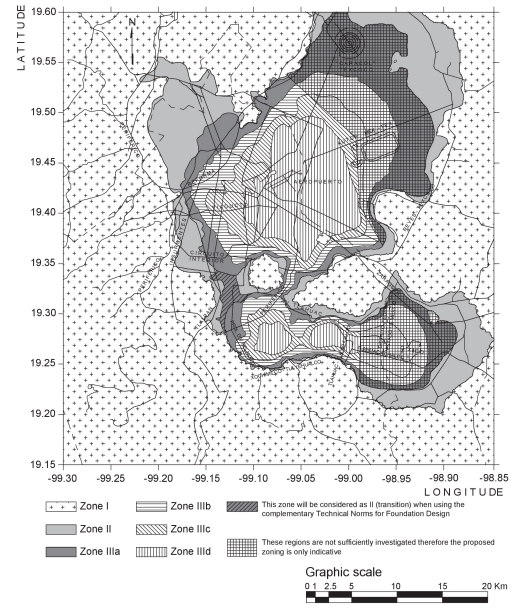 LATITUDE
19.60
19.55
19.50
19.45
19.40
19.35
19.30
19.25
19.20
19.15
N
AEROPUERTO
CIRCUITO
INTERIOR
-99.30
-99.25
-99.20
-99.15
-99.10
-99.05
-99.00
-98.95
-98.90
-98.85
LONGITUDE
Zone I
Zone II
Zone IIIa
Zone IIIb
Zone IIIc
Zone IIId
This zone will be considered as II (transition) when using the
complementary Technical Norms for Foundation Design
These regions are not sufficiently investigated therefore the proposed
zoning is only indicative
Graphic scale
0 1 2.5 5 10 15 20 Km